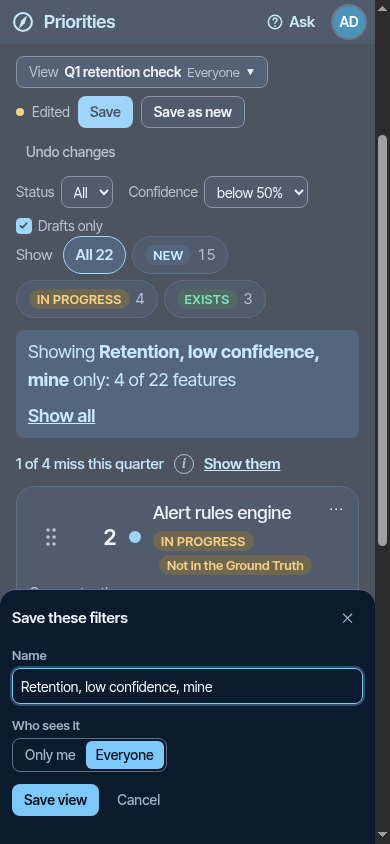 Priorities
Ask
AD
View Q1 retention check Everyone
Edited Save Save as new
Undo changes
Status All Confidence below 50%
Drafts only
Show All 22 NEW 15
IN PROGRESS 4 EXISTS 3
Showing Retention, low confidence,
mine only: 4 of 22 features
Show all
1 of 4 miss this quarter i Show them
Alert rules engine ...
2
IN PROGRESS
Not in the Ground Truth
Save these filters
Name
Retention, low confidence, mine
Who sees it
Only me Everyone
Save view Cancel